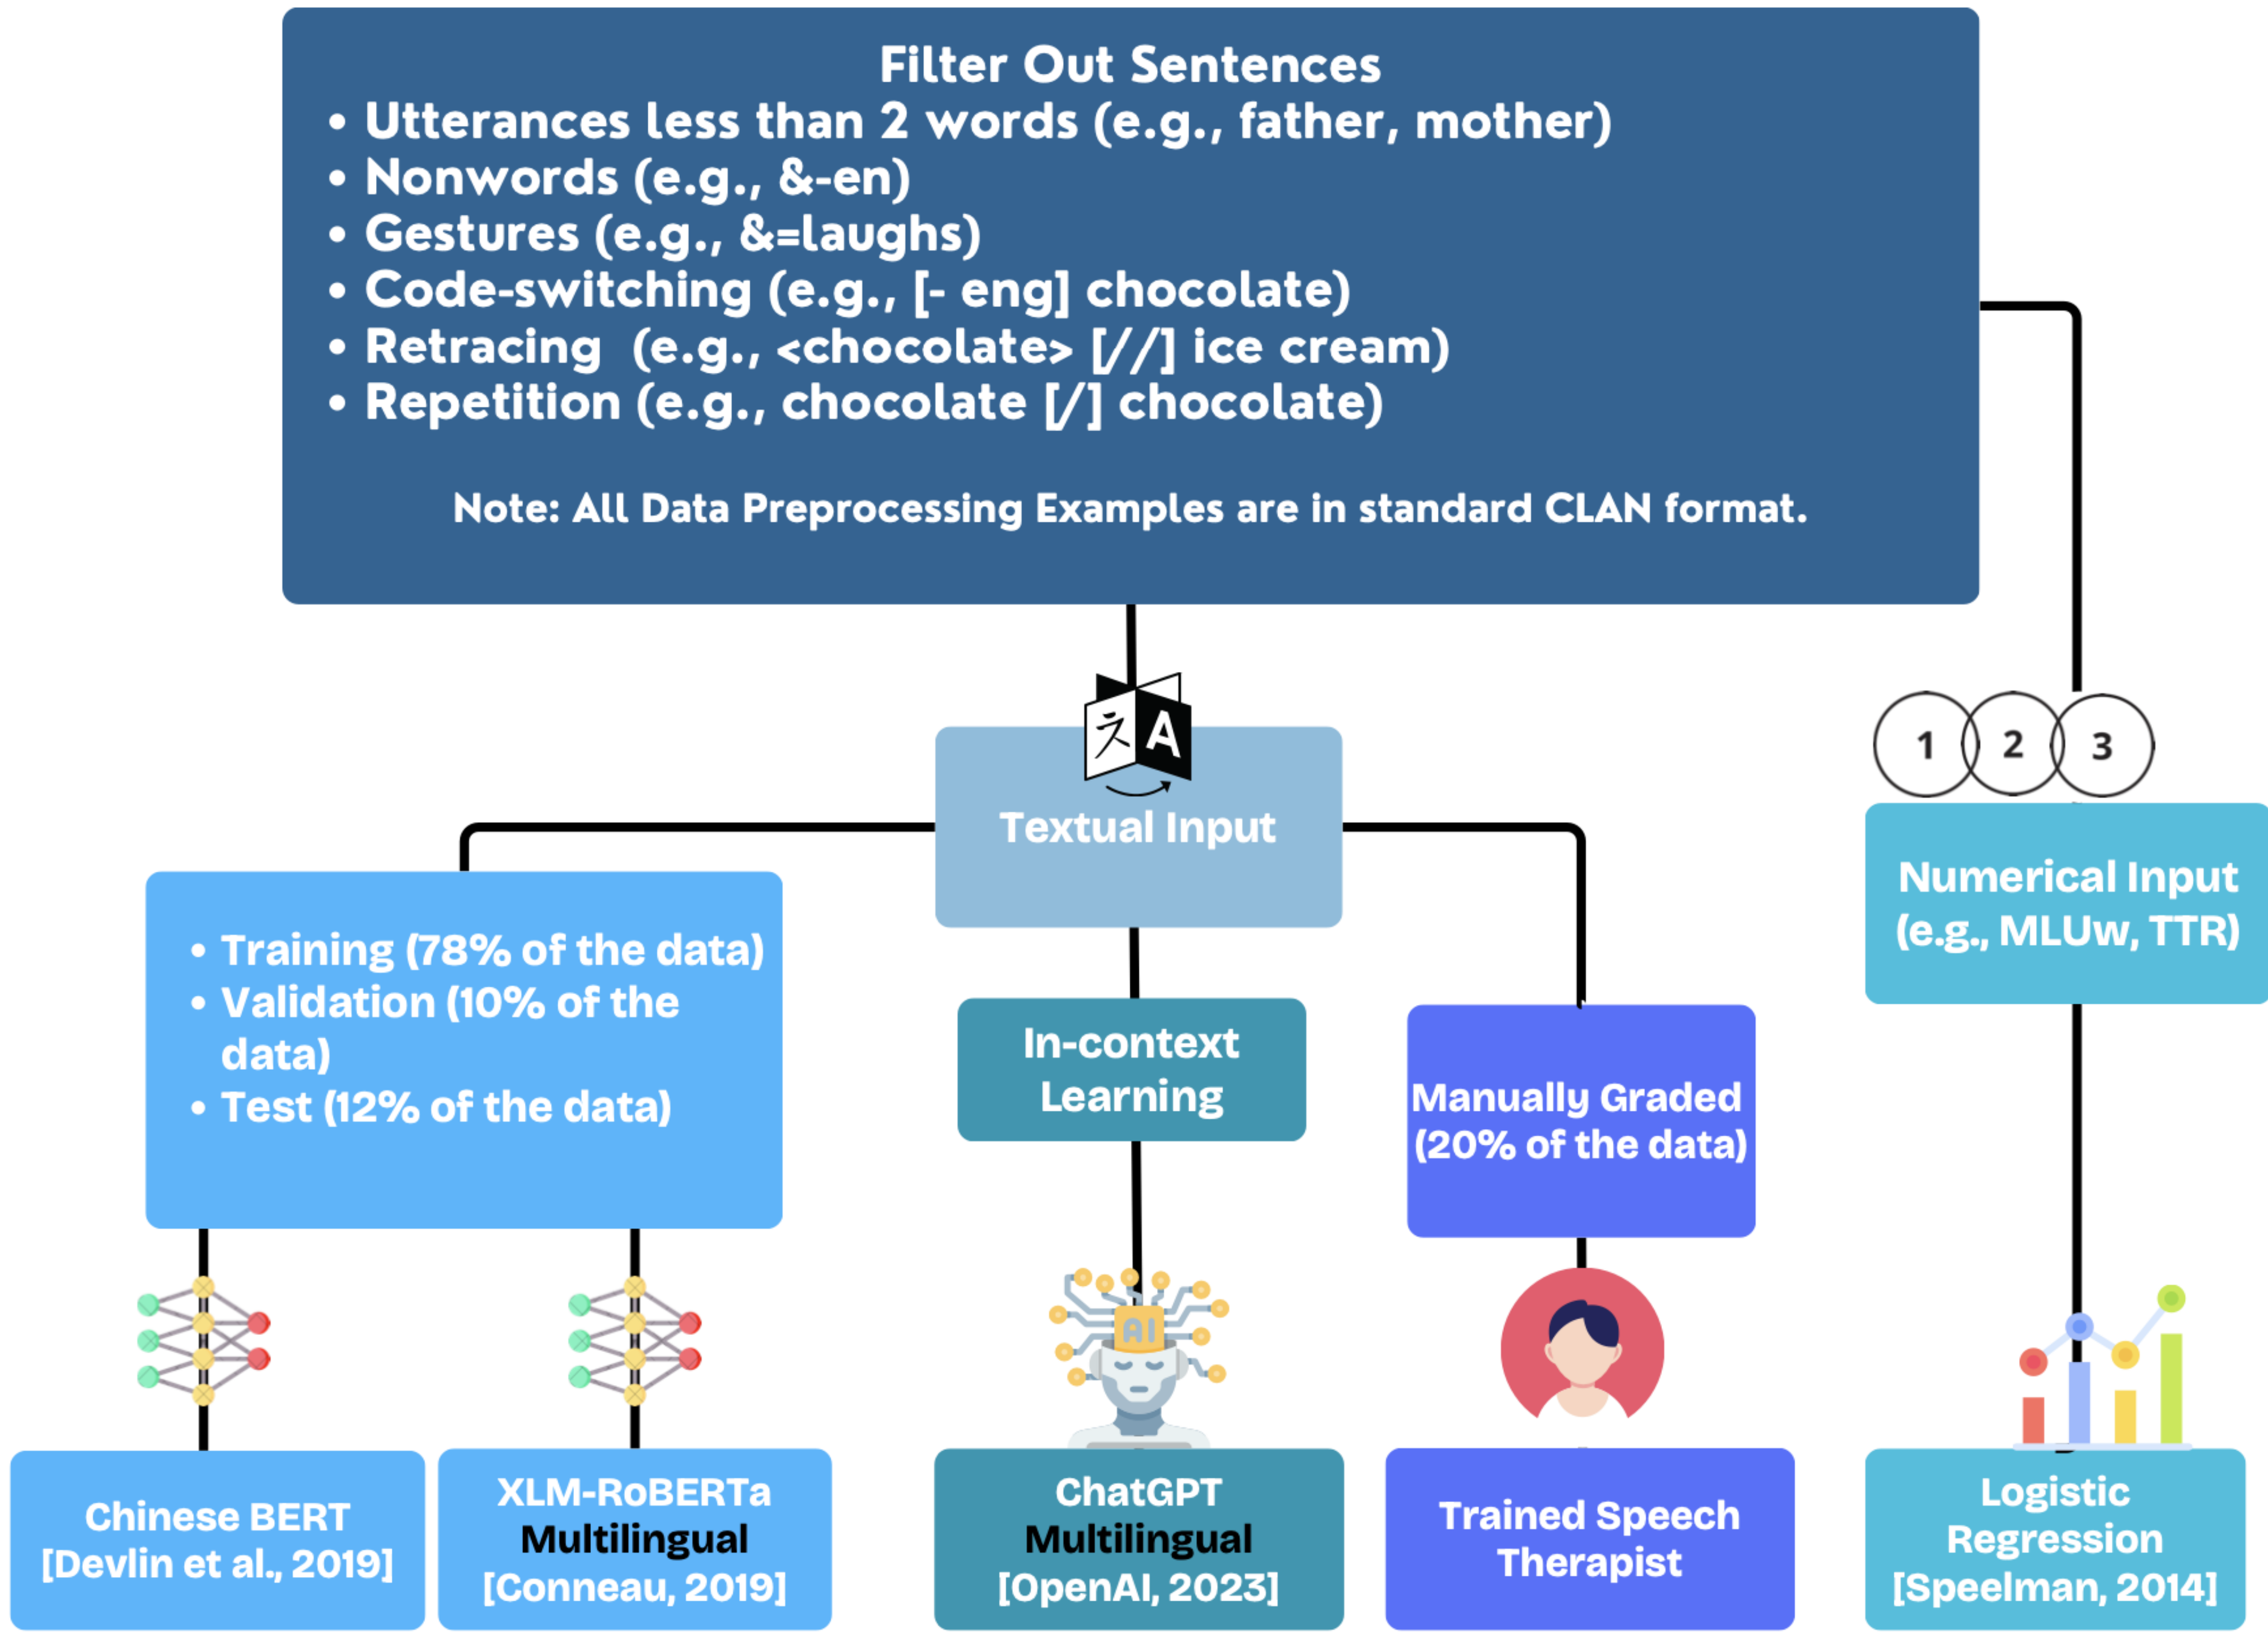 Filter Out Sentences
• Utterances less than 2 words (e.g., father, mother)
• Nonwords (e.g., &-en)
• Gestures (e.g., &=laughs)
• Code-switching (e.g., [- eng] chocolate)
• Retracing (e.g., <chocolate> [//] ice cream)
• Repetition (e.g., chocolate [/] chocolate)
Note: All Data Preprocessing Examples are in standard CLAN format.
文 A
Textual Input
1 2 3
Numerical Input
(e.g., MLUw, TTR)
• Training (78% of the data)
• Validation (10% of the
data)
• Test (12% of the data)
In-context
Learning
Manually Graded
(20% of the data)
AI
Chinese BERT
[Devlin et al., 2019]
XLM-RoBERTa
Multilingual
[Conneau, 2019]
ChatGPT
Multilingual
[OpenAI, 2023]
Trained Speech
Therapist
Logistic
Regression
[Speelman, 2014]